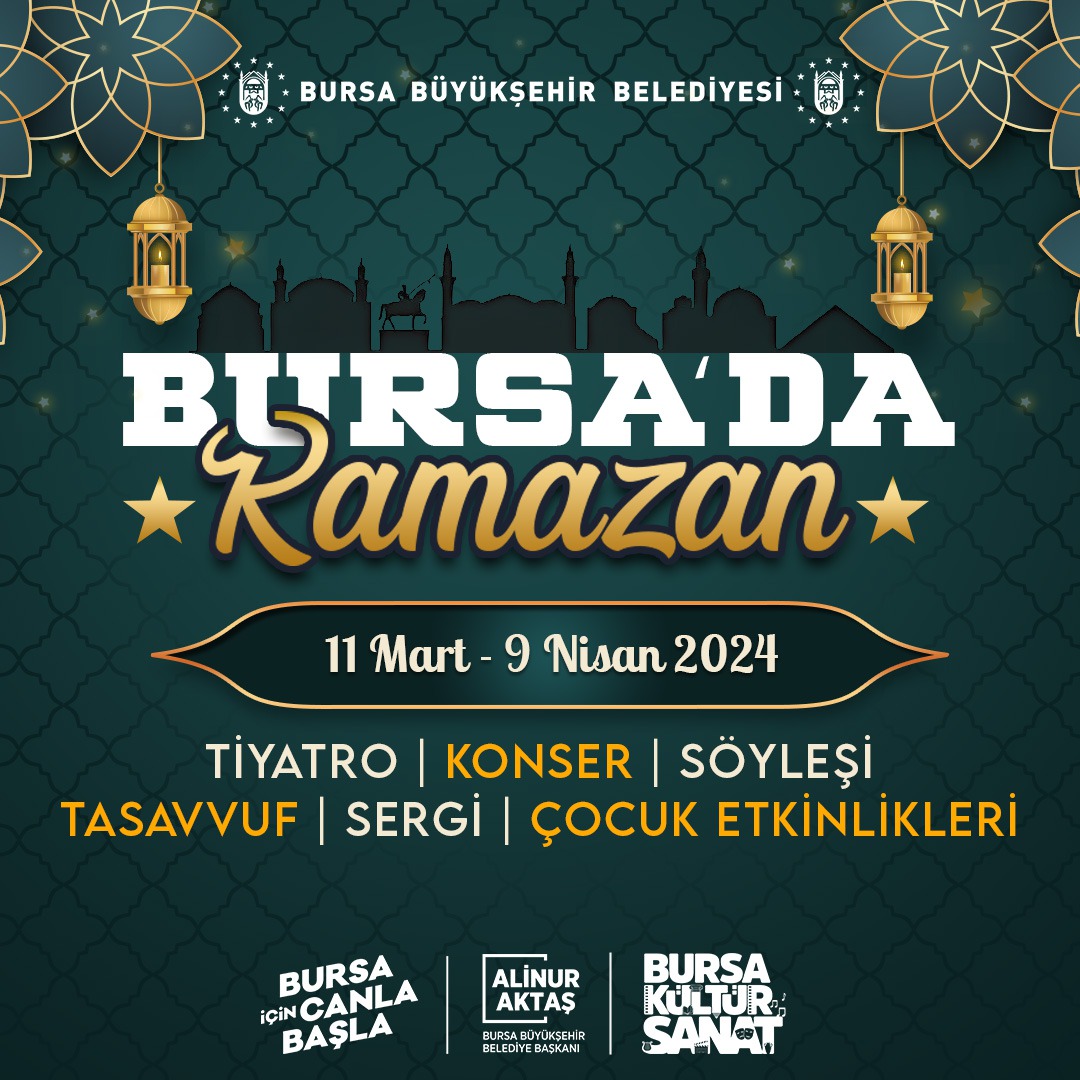 BURSA BÜYÜKŞEHİR BELEDİYESİ
BURSA'DA
Ramazan
11 Mart - 9 Nisan 2024
TİYATRO | KONSER | SÖYLEŞİ
TASAVVUF | SERGİ | ÇOCUK ETKİNLİKLERİ
BURSA
İÇİN CANLA
BAŞLA
ALİNUR
AKTAŞ
BURSA BÜYÜKŞEHİR
BELEDİYE BAŞKANI
BURSA
KÜLTÜR
SANAT